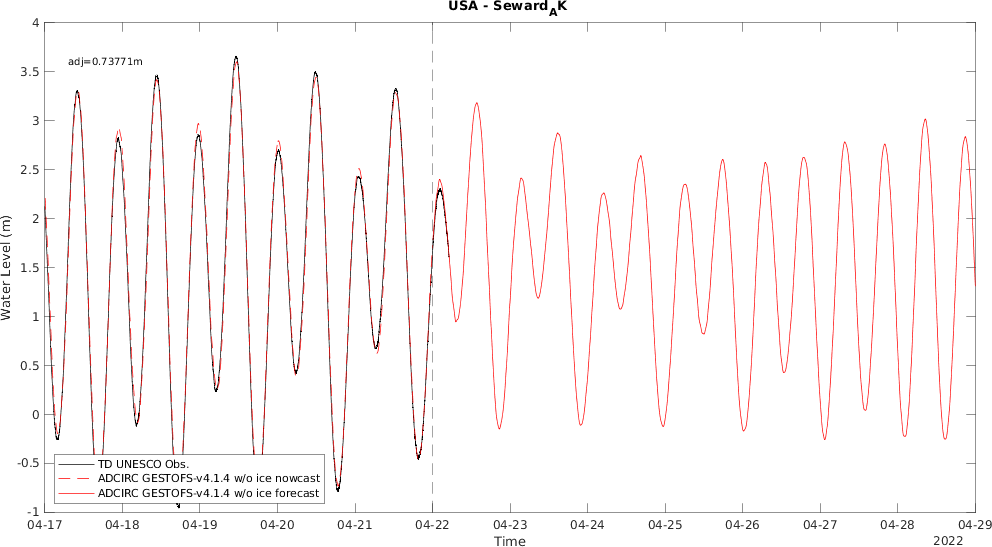 USA - Seward_AK
adj=0.73771m
Water Level (m)
4
3.5
3
2.5
2
1.5
1
0.5
0
-0.5
-1
TD UNESCO Obs.
ADCIRC GESTOFS-v4.1.4 w/o ice nowcast
ADCIRC GESTOFS-v4.1.4 w/o ice forecast
04-17 04-18 04-19 04-20 04-21 04-22 04-23 04-24 04-25 04-26 04-27 04-28 04-29
Time
2022